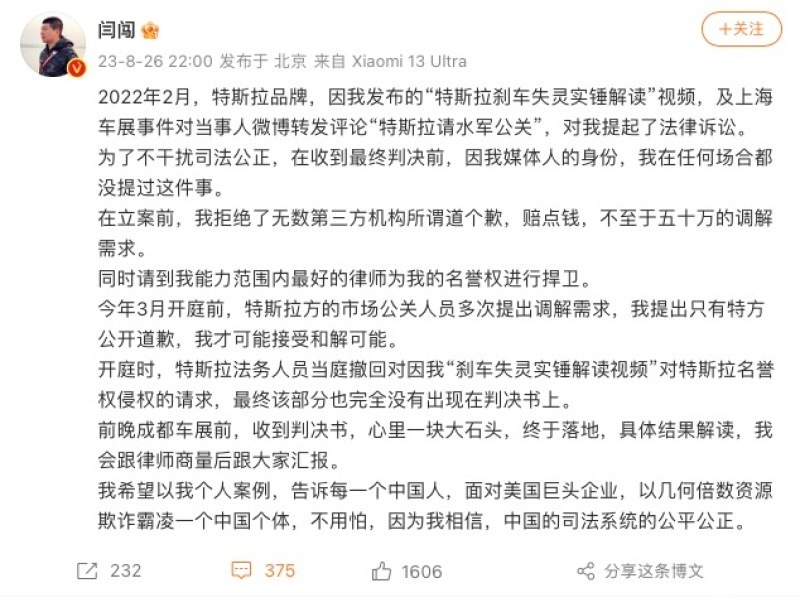 闫闯
+关注
23-8-26 22:00 发布于 北京 来自 Xiaomi 13 Ultra
2022年2月，特斯拉品牌，因我发布的“特斯拉刹车失灵实锤解读”视频，及上海
车展事件对当事人微博转发评论“特斯拉请水军公关”，对我提起了法律诉讼。
为了不干扰司法公正，在收到最终判决前，因我媒体人的身份，我在任何场合都
没提过这件事。
在立案前，我拒绝了无数第三方机构所谓道个歉，赔点钱，不至于五十万的调解
需求。
同时请到我能力范围内最好的律师为我的名誉权进行捍卫。
今年3月开庭前，特斯拉方的市场公关人员多次提出调解需求，我提出只有特方
公开道歉，我才可能接受和解可能。
开庭时，特斯拉法务人员当庭撤回对因我“刹车失灵实锤解读视频”对特斯拉名誉
权侵权的请求，最终该部分也完全没有出现在判决书上。
前晚成都车展前，收到判决书，心里一块大石头，终于落地，具体结果解读，我
会跟律师商量后跟大家汇报。
我希望以我个人案例，告诉每一个中国人，面对美国巨头企业，以几何倍数资源
欺诈霸凌一个中国个体，不用怕，因为我相信，中国的司法系统的公平公正。
232 375 1606 分享这条博文